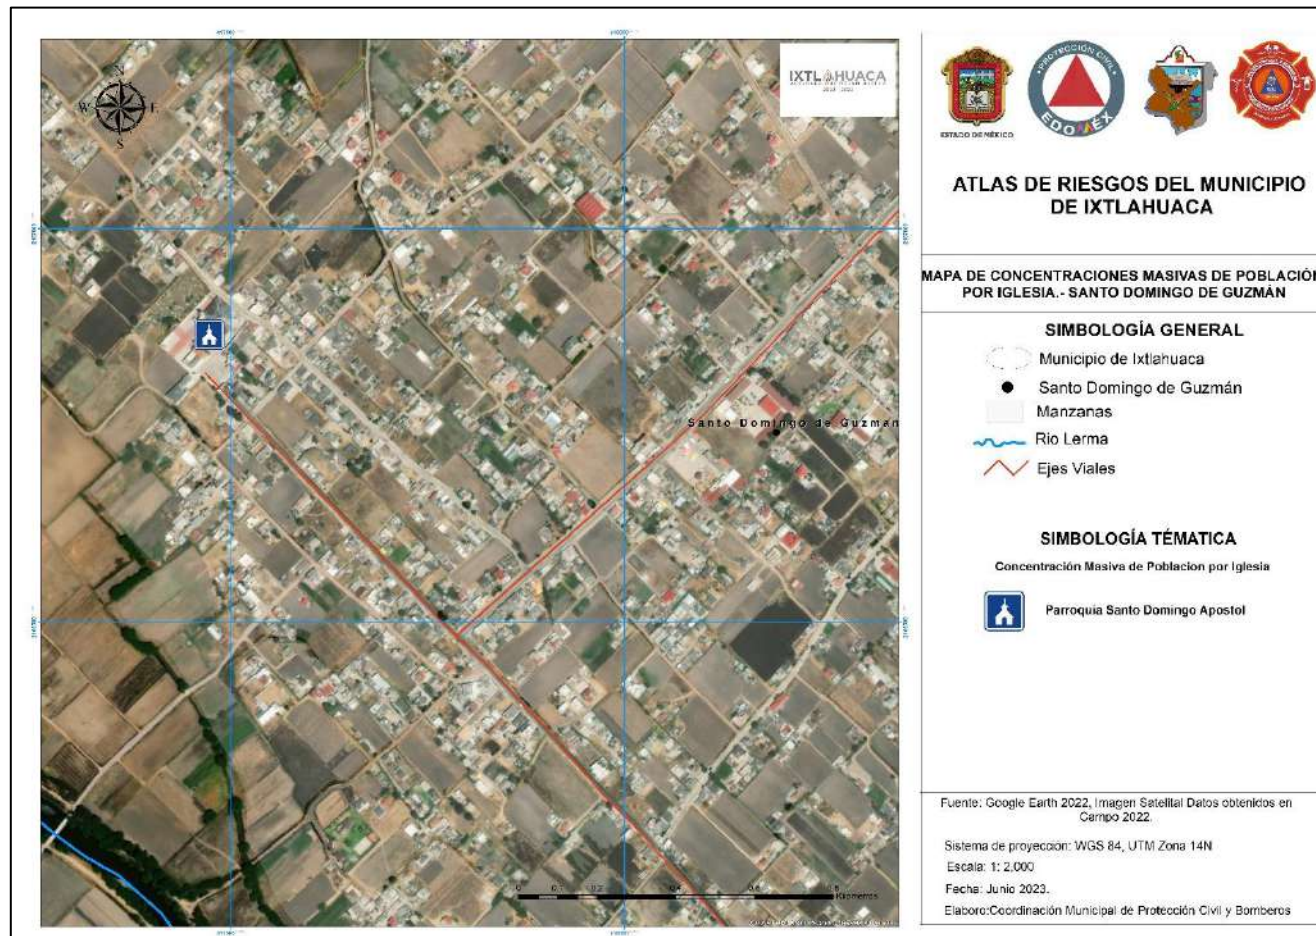 N
W
E
S
IXTLAHUACA
PROTECCIÓN CIVIL
EDOMÉX
ESTADO DE MÉXICO
ATLAS DE RIESGOS DEL MUNICIPIO
DE IXTLAHUACA
MAPA DE CONCENTRACIONES MASIVAS DE POBLACIÓN
POR IGLESIA.- SANTO DOMINGO DE GUZMÁN
SIMBOLOGÍA GENERAL
Municipio de Ixtlahuaca
Santo Domingo de Guzmán
Manzanas
Rio Lerma
Ejes Viales
Santo Domingo de Guzmán
SIMBOLOGÍA TÉMATICA
Concentración Masiva de Poblacion por Iglesia
Parroquia Santo Domingo Apostol
Fuente: Google Earth 2022, Imagen Satelital Datos obtenidos en
Campo 2022.
Sistema de proyección: WGS 84, UTM Zona 14N
Escala: 1: 2,000
Fecha: Junio 2023.
Elaboro:Coordinación Municipal de Protección Civil y Bomberos
Kilometros